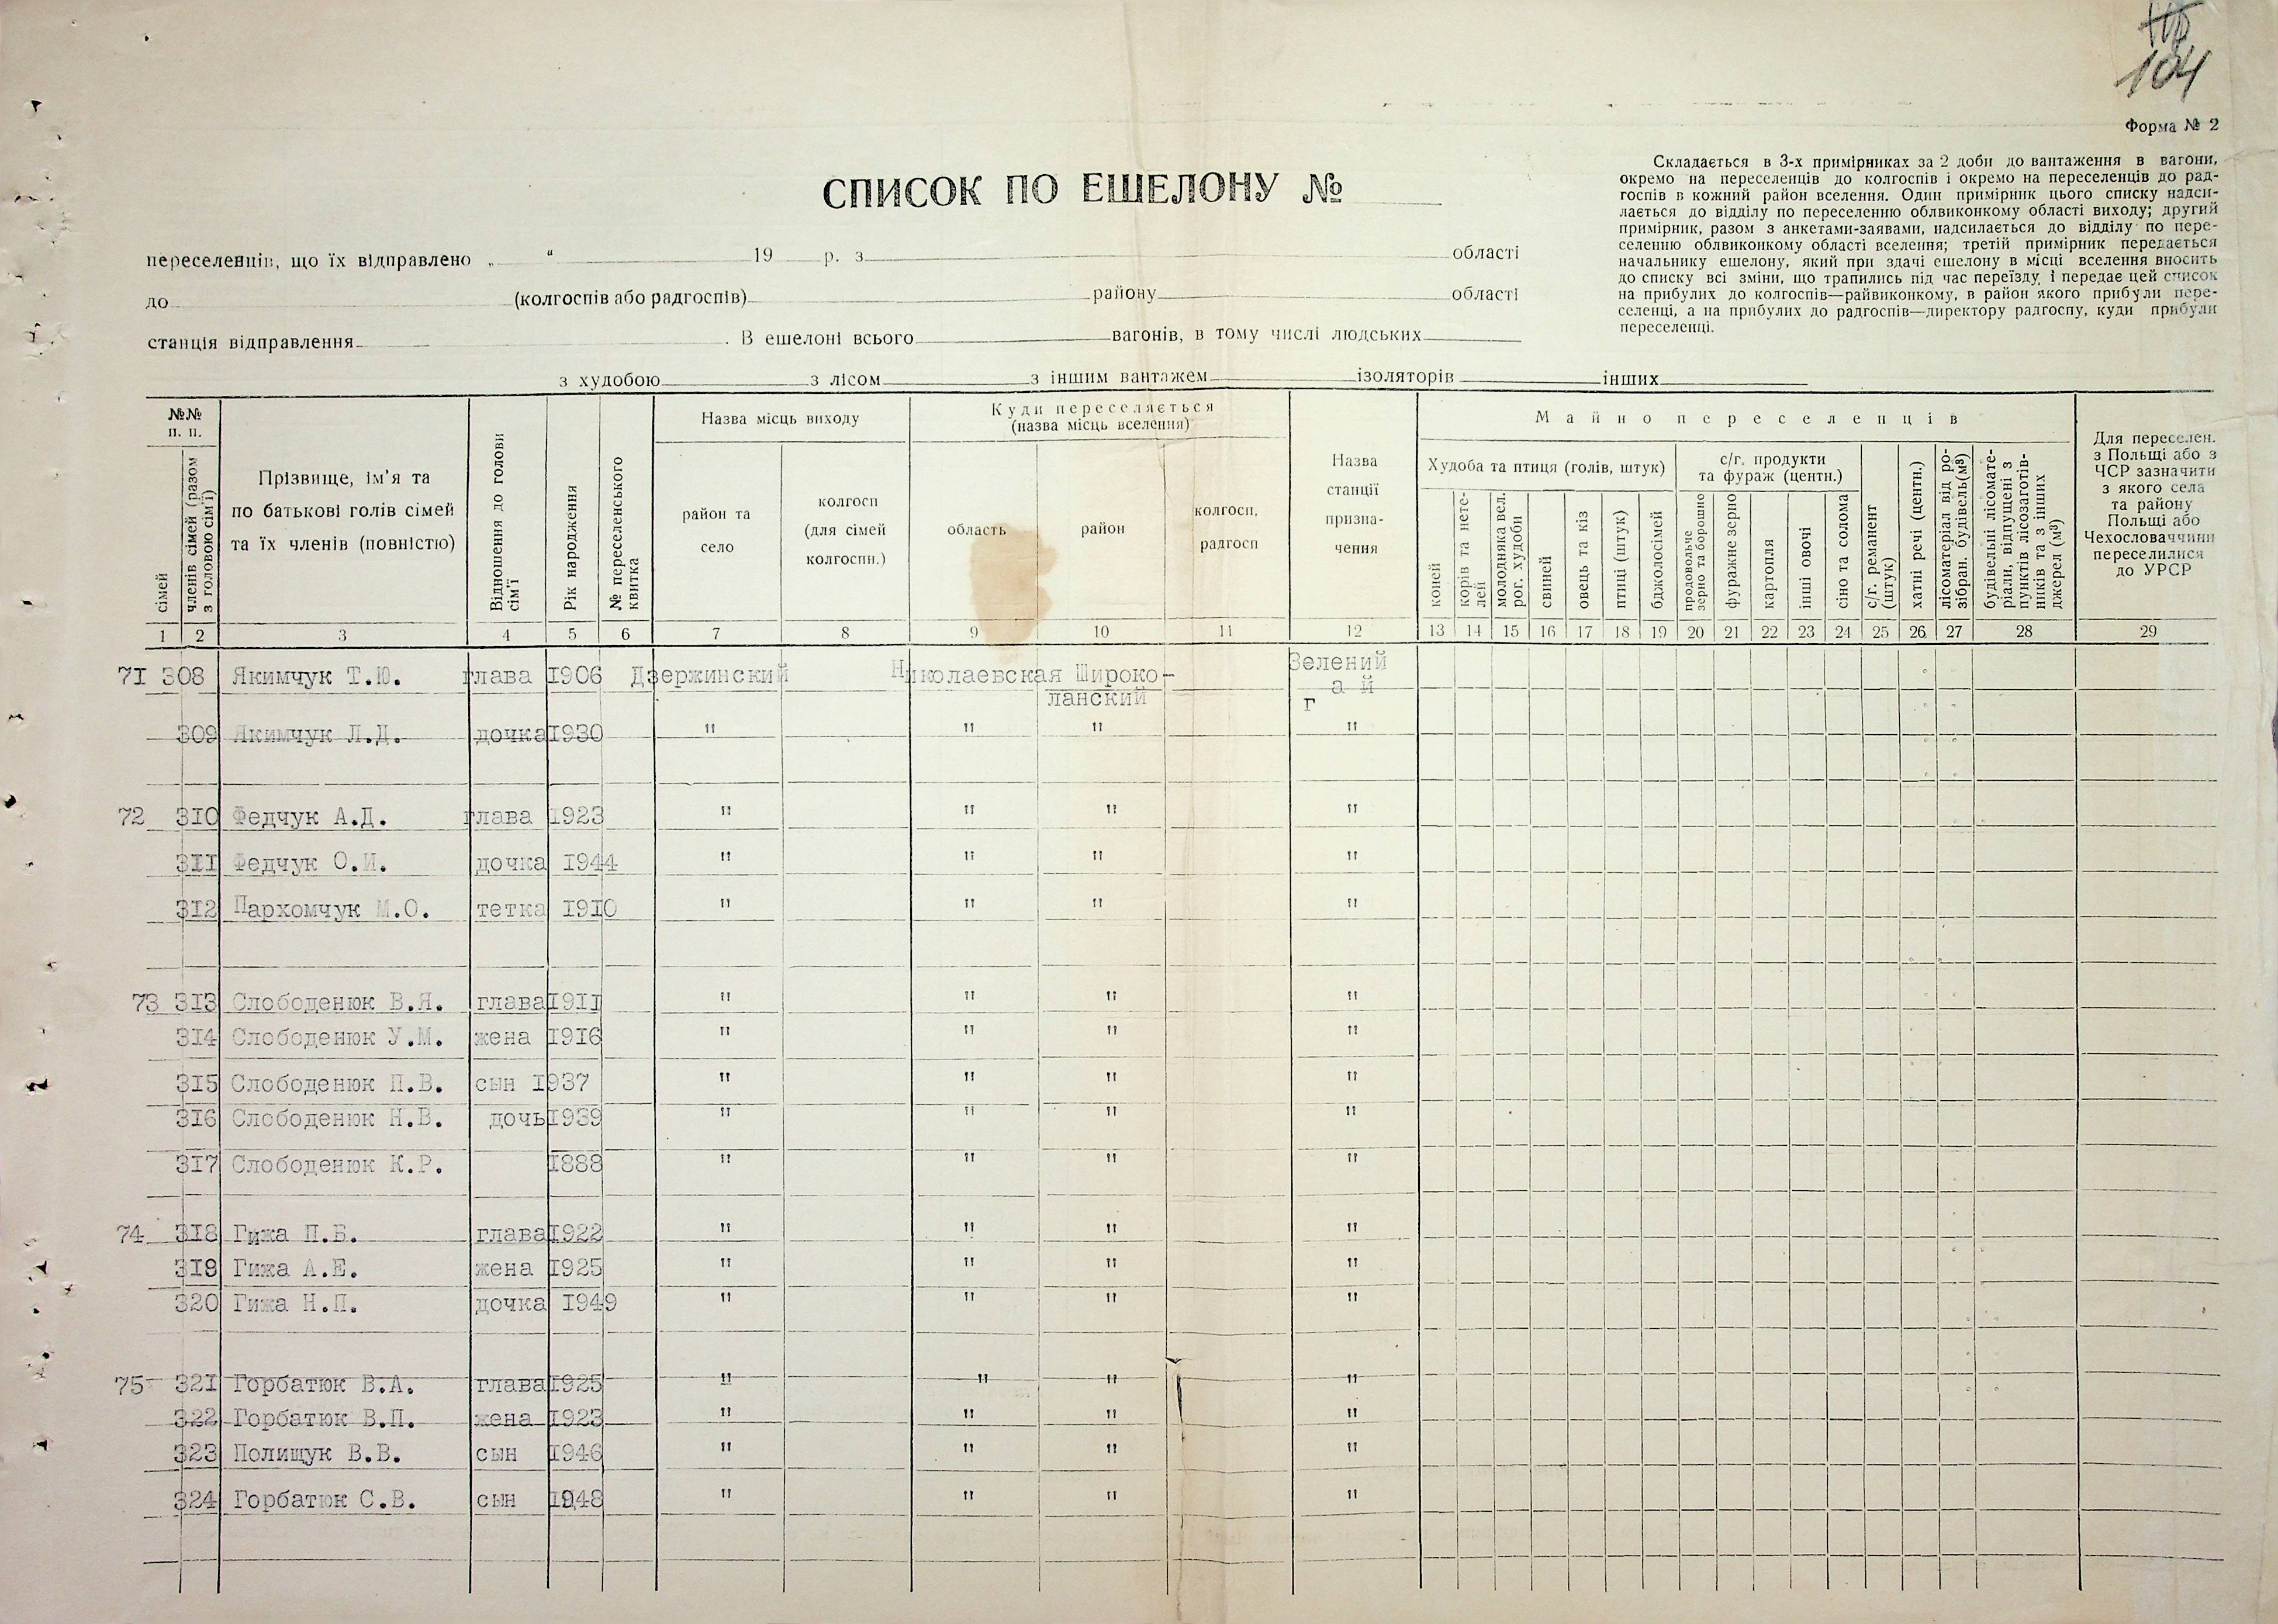 104
Форма № 2
СПИСОК ПО ЕШЕЛОНУ №
Складається в 3-х примірниках за 2 доби до вантаження в вагони,
окремо на переселенців до колгоспів і окремо на переселенців до рад-
госпів в кожний район вселення. Один примірник цього списку надси-
лається до відділу по переселенню облвиконкому області виходу; другий
примірник, разом з анкетами-заявами, надсилається до відділу по пере-
селенню облвиконкому області вселення; третій примірник передається
начальнику ешелону, який при здачі ешелону в місці вселення вносить
до списку всі зміни, що трапились під час переїзду, і передає цей список
на прибулих до колгоспів—райвиконкому, в район якого прибули пере-
селенці, а на прибулих до радгоспів—директору радгоспу, куди прибули
переселенці.
переселенців, що їх відправлено „ “ 19 р. з області
до (колгоспів або радгоспів) району області
станція відправлення. В ешелоні всього вагонів, в тому числі людських
з худобою з лісом з іншим вантажем ізоляторів інших
№№
п. п.
сімей
членів сімей (разом
з головою сім'ї)
Прізвище, ім'я та
по батькові голів сімей
та їх членів (повністю)
Відношення до голови
сім'ї
Рік народження
№ переселенського
квитка
Назва місць виходу
район та
село
колгосп
(для сімей
колгоспн.)
Куди переселяється
(назва місць вселення)
область
район
колгосп,
радгосп
Назва
станції
призна-
чення
Майно переселенців
Худоба та птиця (голів, штук)
коней
корів та нете-
лей
молодняка вел.
рог. худоби
свиней
овець та кіз
птиці (штук)
бджолосімей
с/г. продукти
та фураж (центн.)
продовольче
зерно та борошно
фуражне зерно
картопля
інші овочі
сіно та солома
с/г. реманент
(штук)
хатні речі (центн.)
лісоматеріал від ро-
зібран. будівель(м³)
будівельні лісомате-
ріали, відпущені з
пунктів лісозаготів-
ників та з інших
джерел (м³)
Для переселен.
з Польщі або з
ЧСР зазначити
з якого села
та району
Польщі або
Чехословаччини
переселилися
до УРСР
1 2 3 4 5 6 7 8 9 10 11 12 13 14 15 16 17 18 19 20 21 22 23 24 25 26 27 28 29
71 308 Якимчук Т.Ю. глава 1906 Дзержинский Николаевская Широко- Зелений
ланский г а й
309 Якимчук Л.Д. дочка 1930 " " " "
72 310 Федчук А.Д. глава 1923 " " " "
311 Федчук О.И. дочка 1944 " " " "
312 Пархомчук М.О. тетка 1910 " " " "
73 313 Слободенюк В.Я. глава 1911 " " " "
314 Слободенюк У.М. жена 1916 " " " "
315 Слободенюк П.В. сын 1937 " " " "
316 Слободенюк Н.В. дочь 1939 " " " "
317 Слободенюк К.Р. 1888 " " " "
74 318 Гижа П.Б. глава 1922 " " " "
319 Гижа А.Е. жена 1925 " " " "
320 Гижа Н.П. дочка 1949 " " " "
75 321 Горбатюк В.А. глава 1925 " " " "
322 Горбатюк В.П. жена 1923 " " " "
323 Полищук В.В. сын 1946 " " " "
324 Горбатюк С.В. сын 1948 " " " "